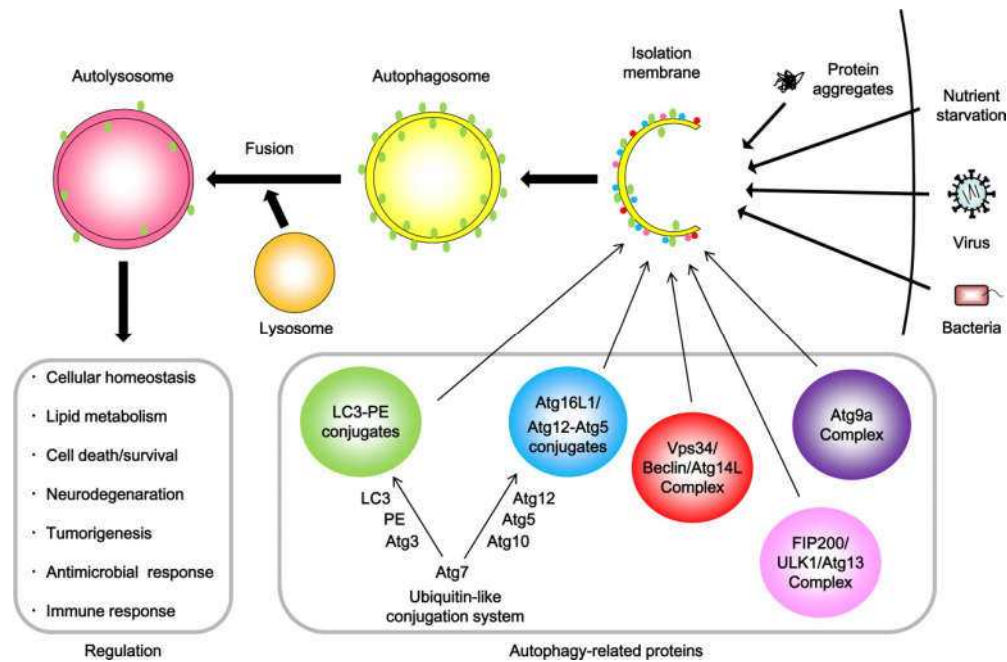 Autolysosome
Autophagosome
Isolation
membrane
Protein
aggregates
Nutrient
starvation
Fusion
Lysosome
Virus
Bacteria
· Cellular homeostasis
· Lipid metabolism
· Cell death/survival
· Neurodegenaration
· Tumorigenesis
· Antimicrobial response
· Immune response
Regulation
LC3-PE
conjugates
Atg16L1/
Atg12-Atg5
conjugates
Vps34/
Beclin/Atg14L
Complex
Atg9a
Complex
FIP200/
ULK1/Atg13
Complex
LC3
PE
Atg3
Atg12
Atg5
Atg10
Atg7
Ubiquitin-like
conjugation system
Autophagy-related proteins